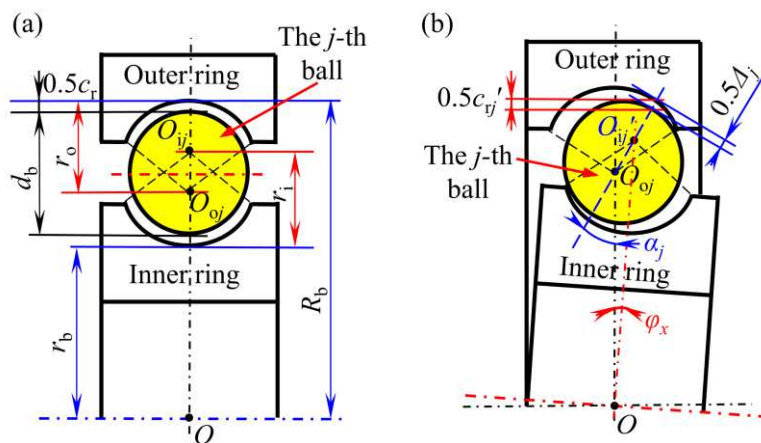 (a)
The j-th
ball
Outer ring
0.5cr
Oij
ro
db
ri
Ooj
Inner ring
Rb
rb
O
(b)
Outer ring
0.5crj′
0.5Δj
Oij′
The j-th
ball
Ooj
αj
Inner ring
φx
O